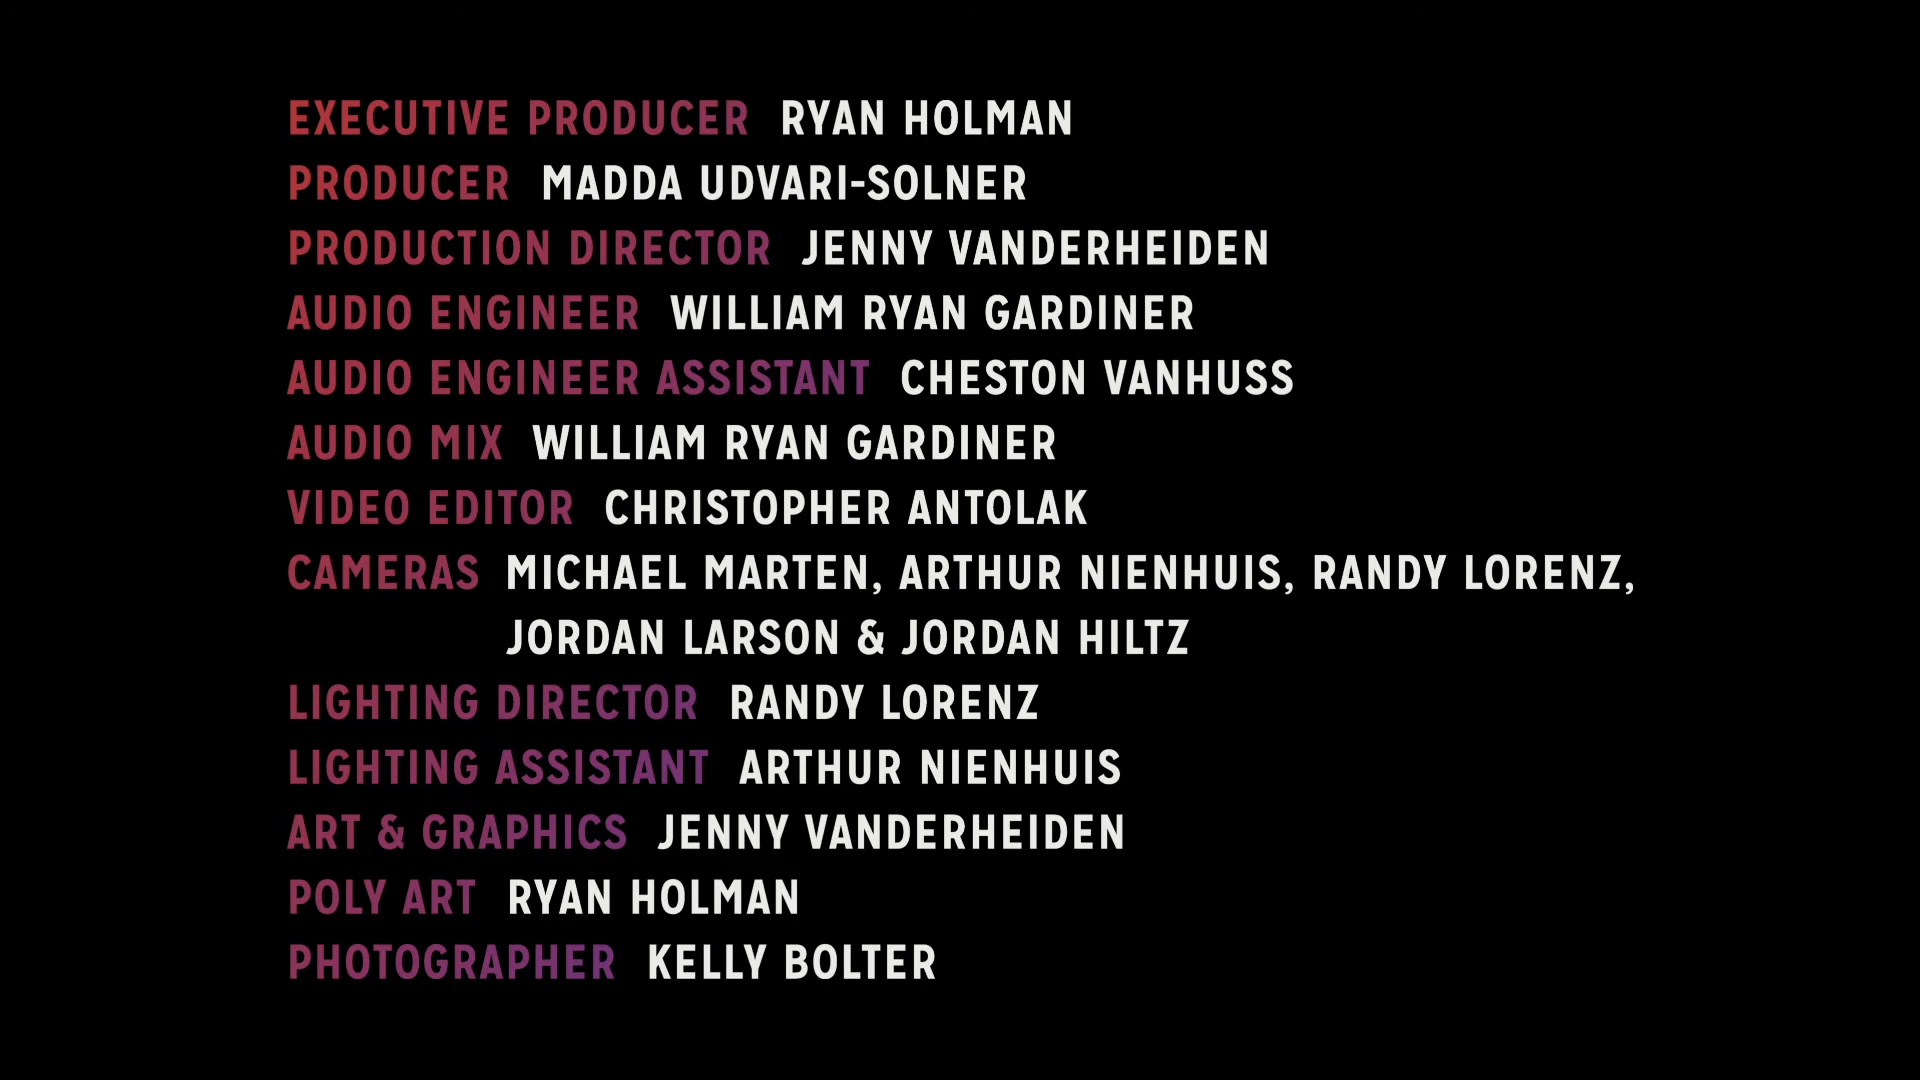 EXECUTIVE PRODUCER RYAN HOLMAN
PRODUCER MADDA UDVARI-SOLNER
PRODUCTION DIRECTOR JENNY VANDERHEIDEN
AUDIO ENGINEER WILLIAM RYAN GARDINER
AUDIO ENGINEER ASSISTANT CHESTON VANHUSS
AUDIO MIX WILLIAM RYAN GARDINER
VIDEO EDITOR CHRISTOPHER ANTOLAK
CAMERAS MICHAEL MARTEN, ARTHUR NIENHUIS, RANDY LORENZ,
JORDAN LARSON & JORDAN HILTZ
LIGHTING DIRECTOR RANDY LORENZ
LIGHTING ASSISTANT ARTHUR NIENHUIS
ART & GRAPHICS JENNY VANDERHEIDEN
POLY ART RYAN HOLMAN
PHOTOGRAPHER KELLY BOLTER